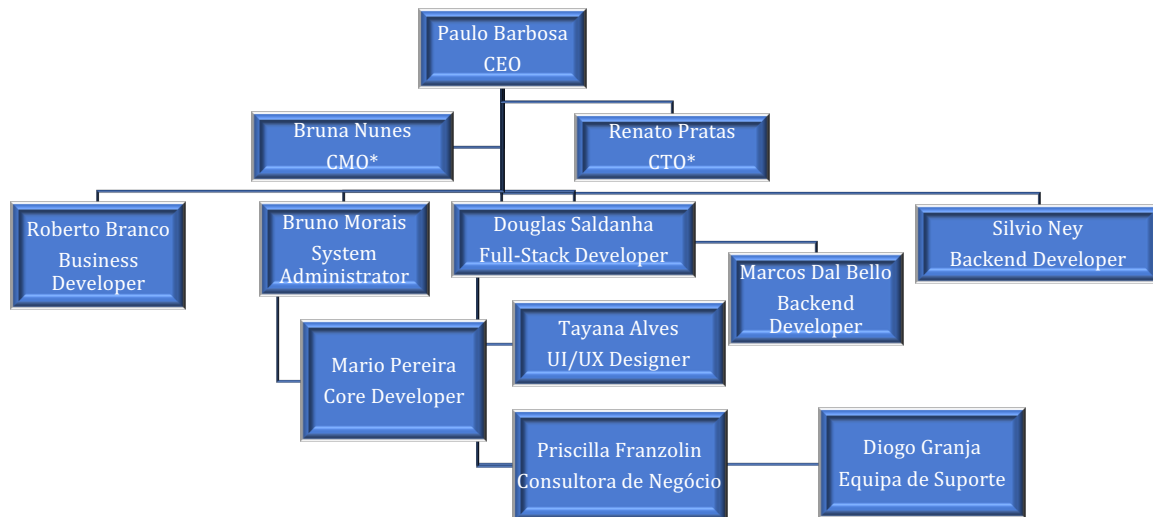 Paulo Barbosa
CEO
Bruna Nunes
CMO*
Renato Pratas
CTO*
Roberto Branco
Business
Developer
Bruno Morais
System
Administrator
Douglas Saldanha
Full-Stack Developer
Silvio Ney
Backend Developer
Marcos Dal Bello
Backend
Developer
Mario Pereira
Core Developer
Tayana Alves
UI/UX Designer
Priscilla Franzolin
Consultora de Negócio
Diogo Granja
Equipa de Suporte